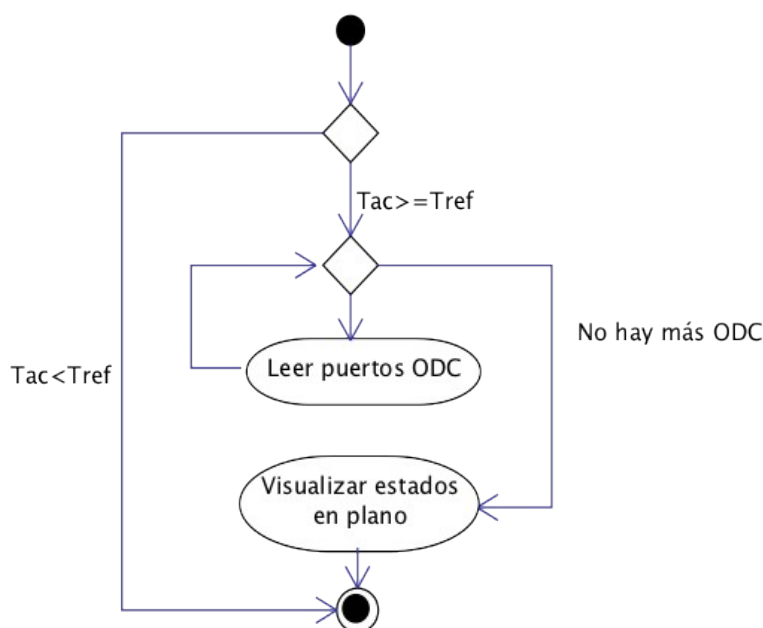 Tac>=Tref
No hay más ODC
Leer puertos ODC
Tac<Tref
Visualizar estados
en plano